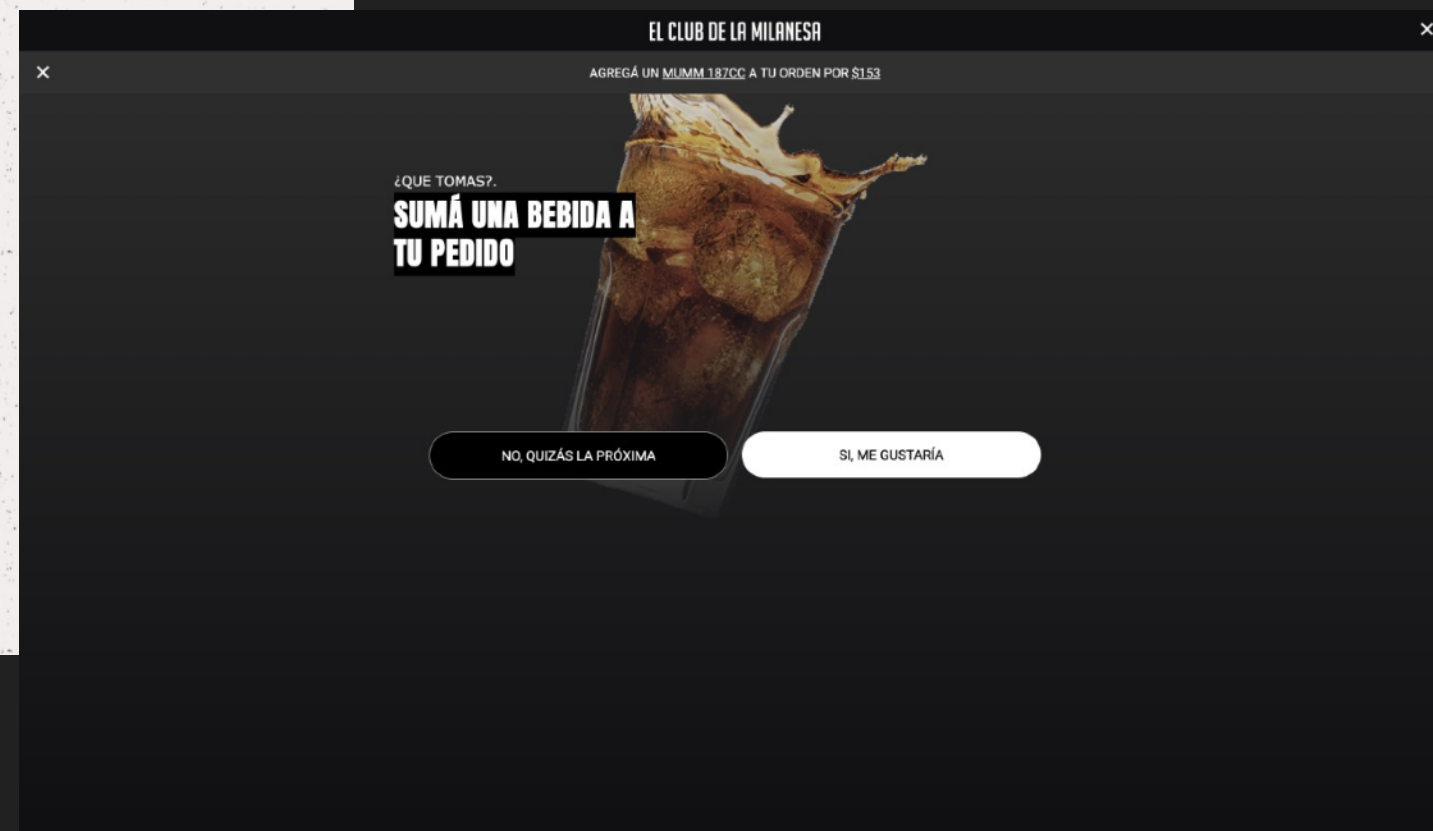 EL CLUB DE LA MILANESA
AGREGÁ UN MUMM 187CC A TU ORDEN POR $153
¿QUE TOMAS?.
SUMÁ UNA BEBIDA A
TU PEDIDO
NO, QUIZÁS LA PRÓXIMA
SI, ME GUSTARÍA